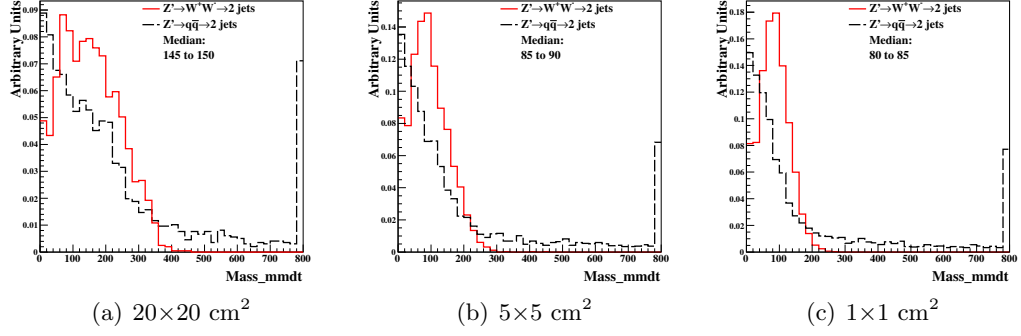 Arbitrary Units
0.09
0.08
0.07
0.06
0.05
0.04
0.03
0.02
0.01
0
0 100 200 300 400 500 600 700 800
Mass_mmdt
Z'→W⁺W⁻→2 jets
Z'→qq̅→2 jets
Median:
145 to 150
(a) 20×20 cm²
Arbitrary Units
0.14
0.12
0.1
0.08
0.06
0.04
0.02
0
0 100 200 300 400 500 600 700 800
Mass_mmdt
Z'→W⁺W⁻→2 jets
Z'→qq̅→2 jets
Median:
85 to 90
(b) 5×5 cm²
Arbitrary Units
0.18
0.16
0.14
0.12
0.1
0.08
0.06
0.04
0.02
0
0 100 200 300 400 500 600 700 800
Mass_mmdt
Z'→W⁺W⁻→2 jets
Z'→qq̅→2 jets
Median:
80 to 85
(c) 1×1 cm²